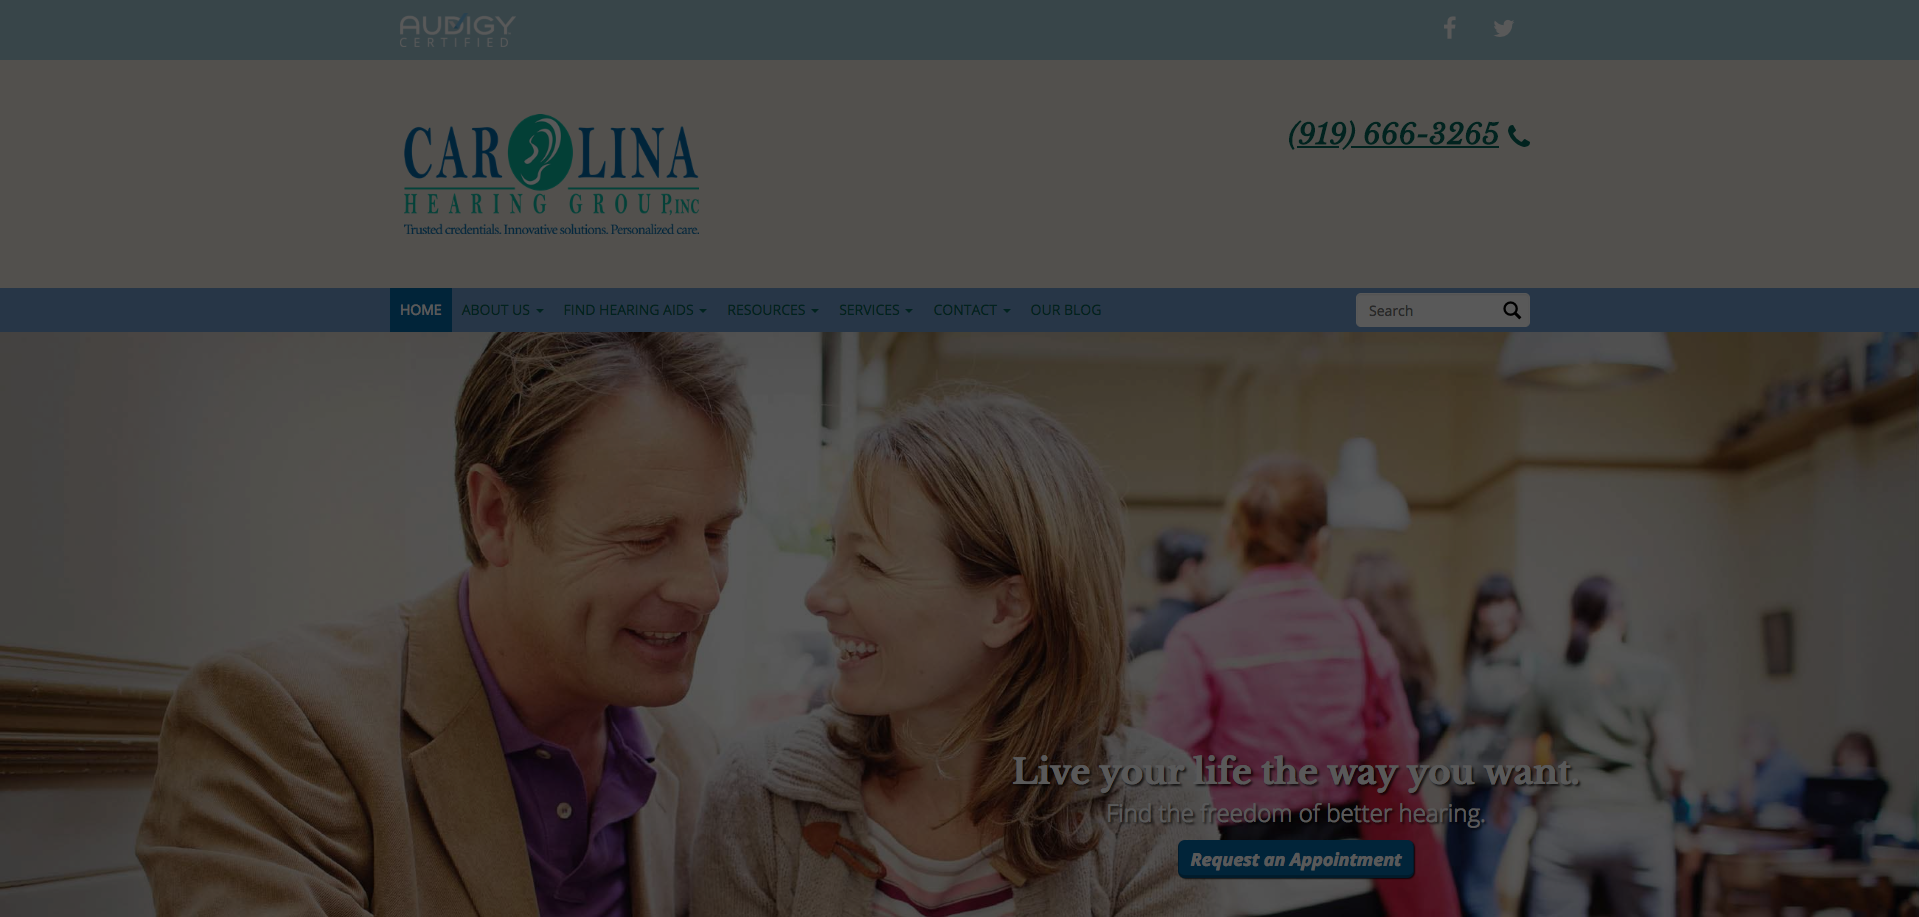 AUDIGY
CERTIFIED
(919) 666-3265
CAROLINA
HEARING GROUP, INC
Trusted credentials. Innovative solutions. Personalized care.
HOME ABOUT US FIND HEARING AIDS RESOURCES SERVICES CONTACT OUR BLOG Search
Live your life the way you want.
Find the freedom of better hearing.
Request an Appointment